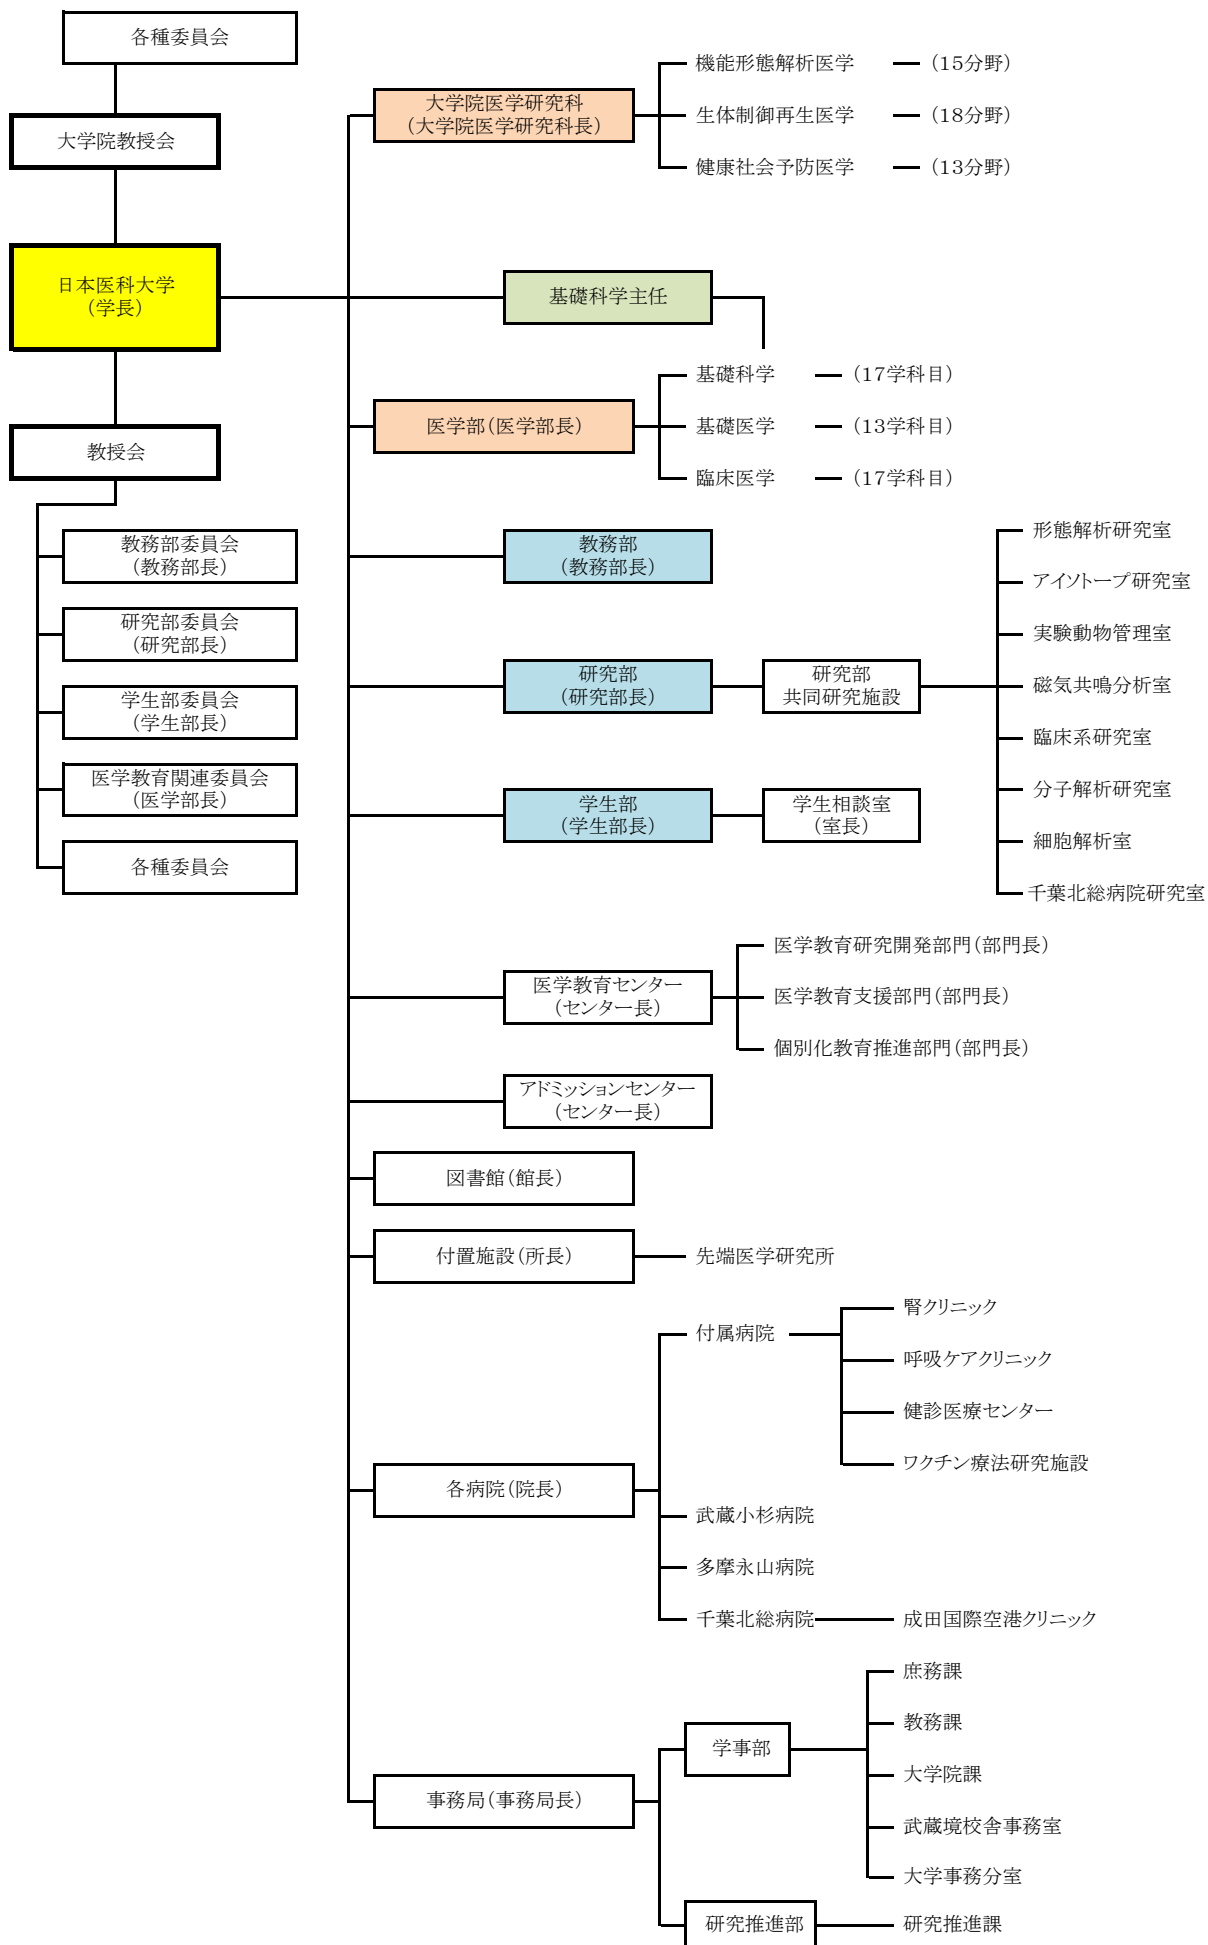 各種委員会
大学院教授会
日本医科大学
(学長)
教授会
教務部委員会
(教務部長)
研究部委員会
(研究部長)
学生部委員会
(学生部長)
医学教育関連委員会
(医学部長)
各種委員会
大学院医学研究科
(大学院医学研究科長)
機能形態解析医学 (15分野)
生体制御再生医学 (18分野)
健康社会予防医学 (13分野)
基礎科学主任
医学部(医学部長)
基礎科学 (17学科目)
基礎医学 (13学科目)
臨床医学 (17学科目)
教務部
(教務部長)
研究部
(研究部長)
研究部
共同研究施設
形態解析研究室
アイソトープ研究室
実験動物管理室
磁気共鳴分析室
臨床系研究室
分子解析研究室
細胞解析室
千葉北総病院研究室
学生部
(学生部長)
学生相談室
(室長)
医学教育センター
(センター長)
医学教育研究開発部門(部門長)
医学教育支援部門(部門長)
個別化教育推進部門(部門長)
アドミッションセンター
(センター長)
図書館(館長)
付置施設(所長)
先端医学研究所
各病院(院長)
付属病院
腎クリニック
呼吸ケアクリニック
健診医療センター
ワクチン療法研究施設
武蔵小杉病院
多摩永山病院
千葉北総病院
成田国際空港クリニック
事務局(事務局長)
学事部
庶務課
教務課
大学院課
武蔵境校舎事務室
大学事務分室
研究推進部
研究推進課